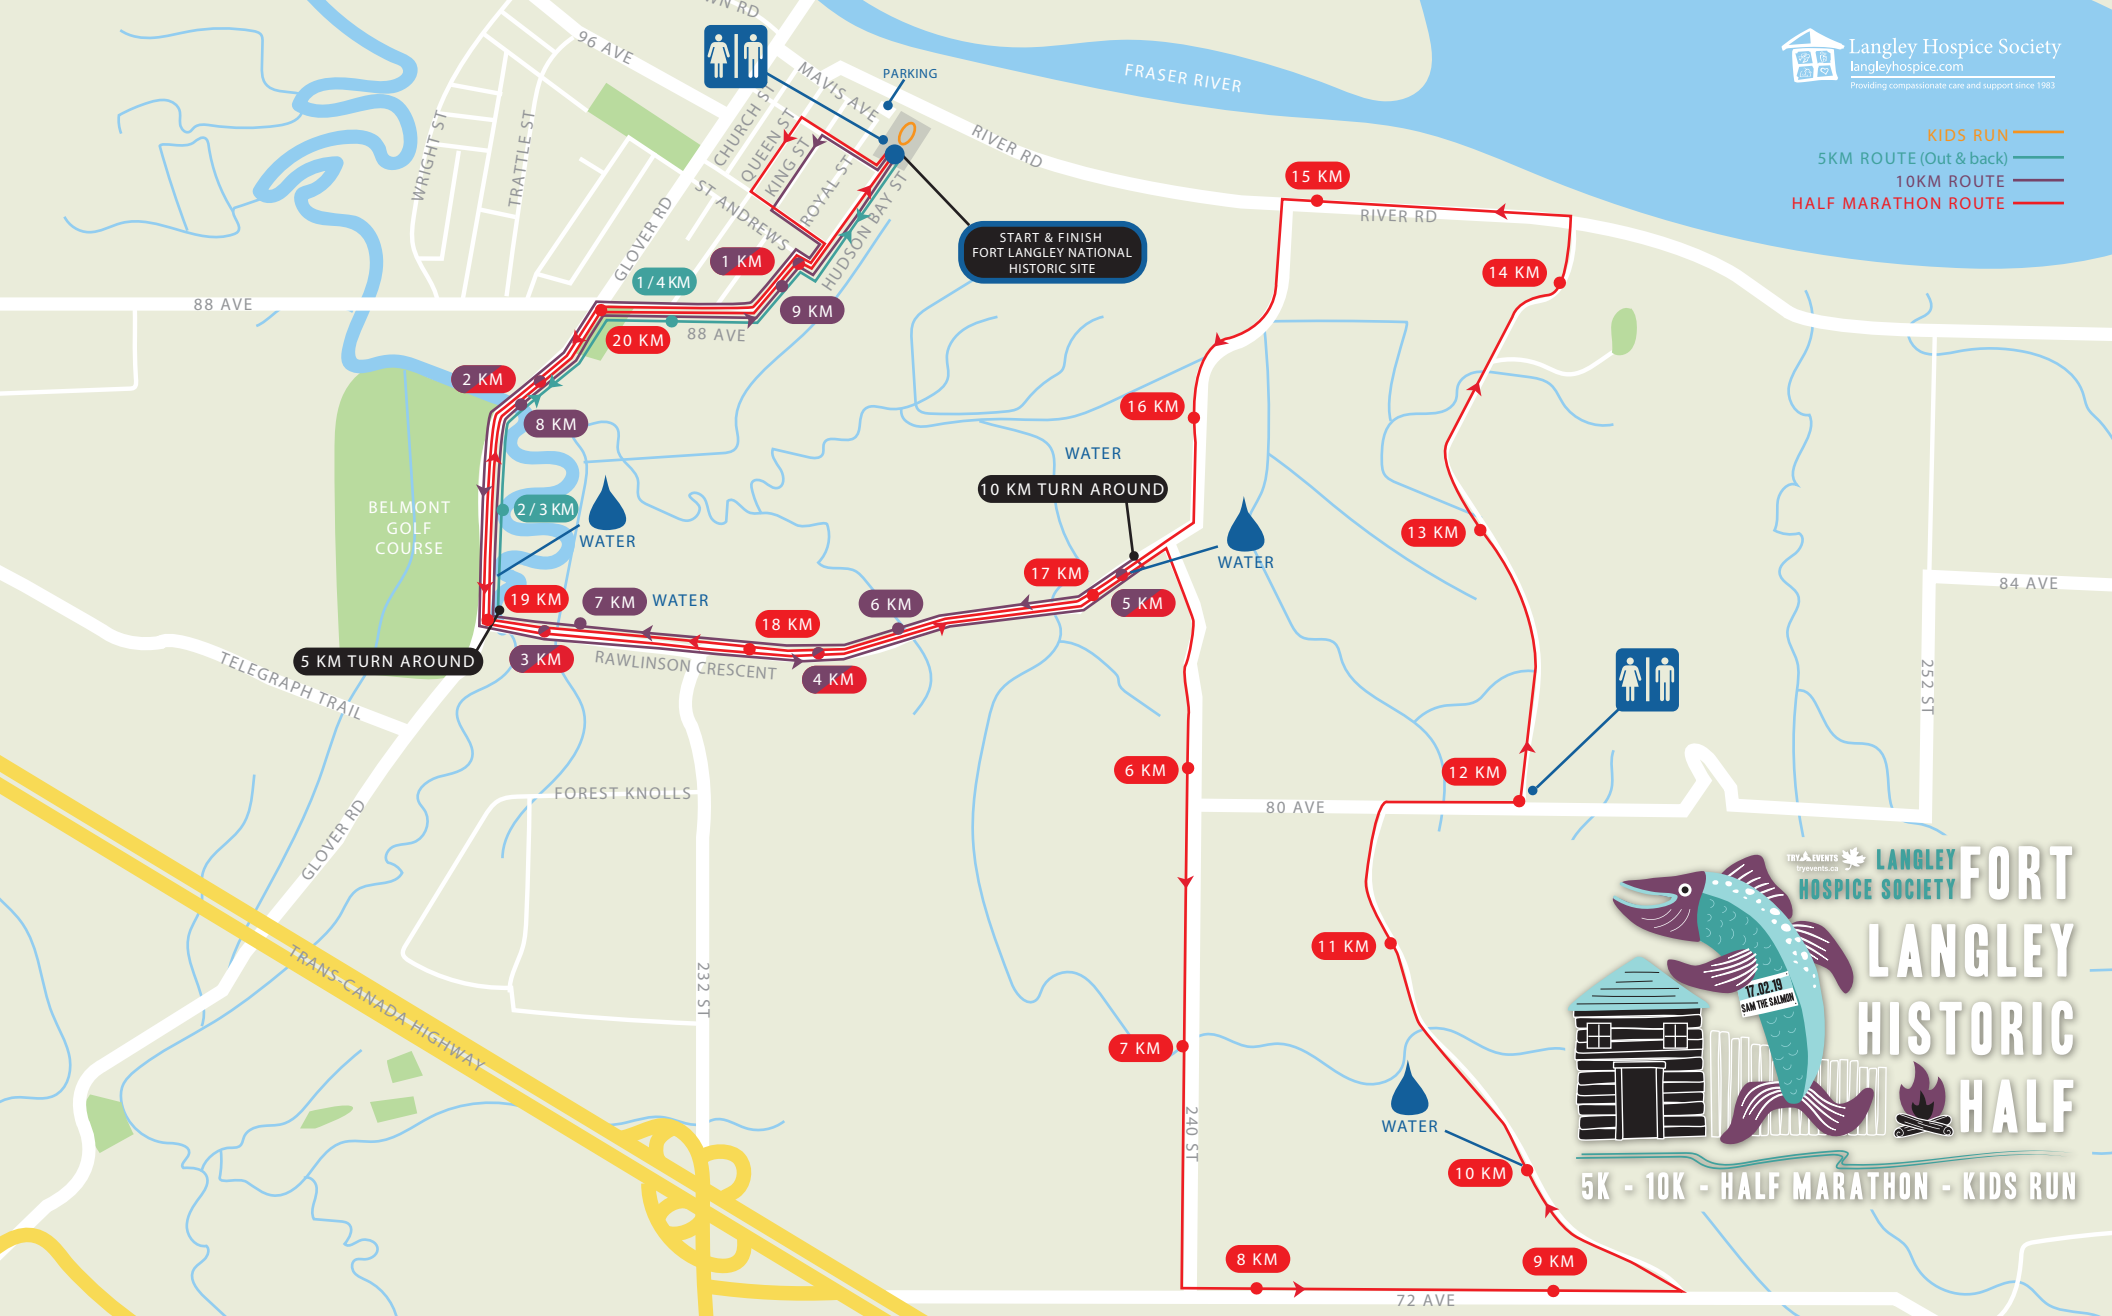 WN RD
96 AVE
MAVIS AVE
PARKING
FRASER RIVER
Langley Hospice Society
langleyhospice.com
Providing compassionate care and support since 1983
KIDS RUN
5KM ROUTE (Out & back)
10KM ROUTE
HALF MARATHON ROUTE
WRIGHT ST
TRATTLE ST
CHURCH ST
QUEEN ST
KING ST
ROYAL ST
ST ANDREWS
HUDSON BAY ST
GLOVER RD
RIVER RD
15 KM
RIVER RD
START & FINISH
FORT LANGLEY NATIONAL
HISTORIC SITE
1 KM
1/4 KM
14 KM
88 AVE
9 KM
20 KM
88 AVE
2 KM
8 KM
16 KM
WATER
10 KM TURN AROUND
BELMONT
GOLF
COURSE
2/3 KM
WATER
13 KM
WATER
17 KM
84 AVE
19 KM
7 KM
WATER
6 KM
5 KM
18 KM
5 KM TURN AROUND
3 KM
RAWLINSON CRESCENT
4 KM
TELEGRAPH TRAIL
252 ST
6 KM
12 KM
FOREST KNOLLS
80 AVE
GLOVER RD
TRY EVENTS
tryevents.ca
LANGLEY
HOSPICE SOCIETY
FORT
LANGLEY
HISTORIC
HALF
17.02.19
SAM THE SALMON
5K - 10K - HALF MARATHON - KIDS RUN
11 KM
TRANS-CANADA HIGHWAY
232 ST
7 KM
240 ST
WATER
10 KM
8 KM
9 KM
72 AVE